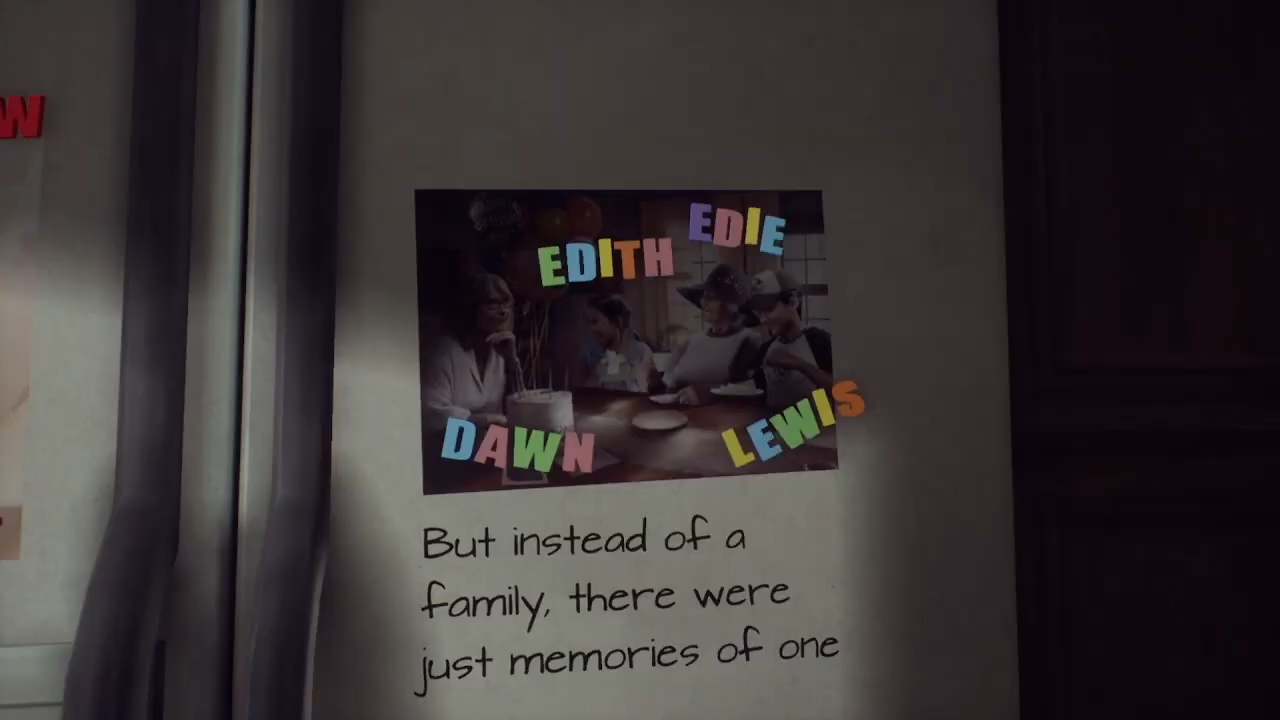 W
EDIE
EDITH
DAWN
LEWIS
But instead of a
family, there were
just memories of one